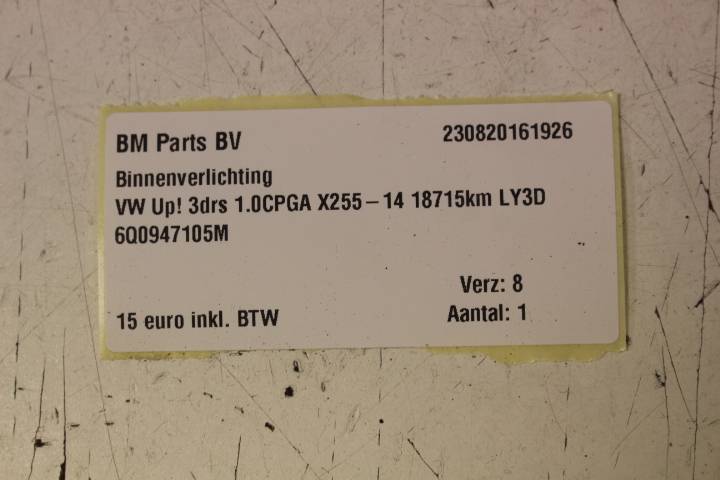 BM Parts BV 230820161926
Binnenverlichting
VW Up! 3drs 1.0CPGA X255-14 18715km LY3D
6Q0947105M
Verz: 8
15 euro inkl. BTW Aantal: 1